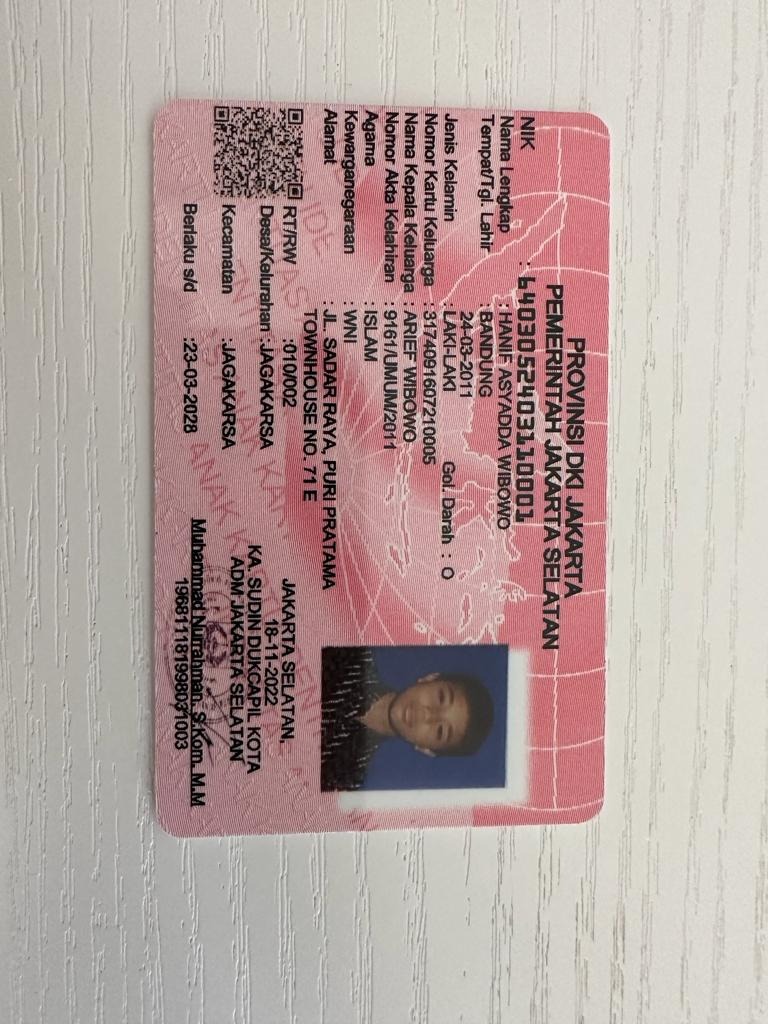 PROVINSI DKI JAKARTA
PEMERINTAH JAKARTA SELATAN
NIK : 6403052403110001
Nama Lengkap : HANIF ASYADDA WIBOWO
Tempat/Tgl. Lahir : BANDUNG
24-03-2011
Jenis Kelamin : LAKI-LAKI Gol. Darah : O
Nomor Kartu Keluarga : 3174091607210005
Nama Kepala Keluarga : ARIEF WIBOWO
Nomor Akta Kelahiran : 9161/UMUM/2011
Agama : ISLAM
Kewarganegaraan : WNI
Alamat : JL. SADAR RAYA, PURI PRATAMA
TOWNHOUSE NO. 71 E
RT/RW : 010/002
Desa/Kelurahan : JAGAKARSA
Kecamatan : JAGAKARSA
Berlaku s/d : 23-03-2028
JAKARTA SELATAN,
18-11-2022
KA. SUDIN DUKCAPIL KOTA
ADM JAKARTA SELATAN
Muhammad Nurrahman, S.Kom. M.M
196811181998031003